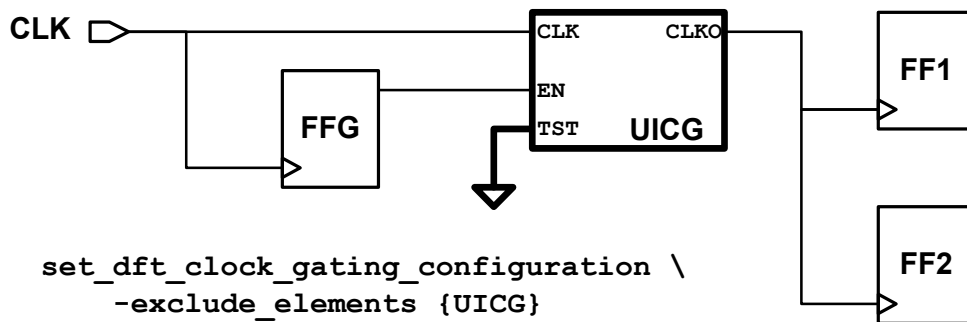 CLK
CLK CLKO
EN
TST
UICG
FFG
FF1
FF2
set_dft_clock_gating_configuration \
-exclude_elements {UICG}